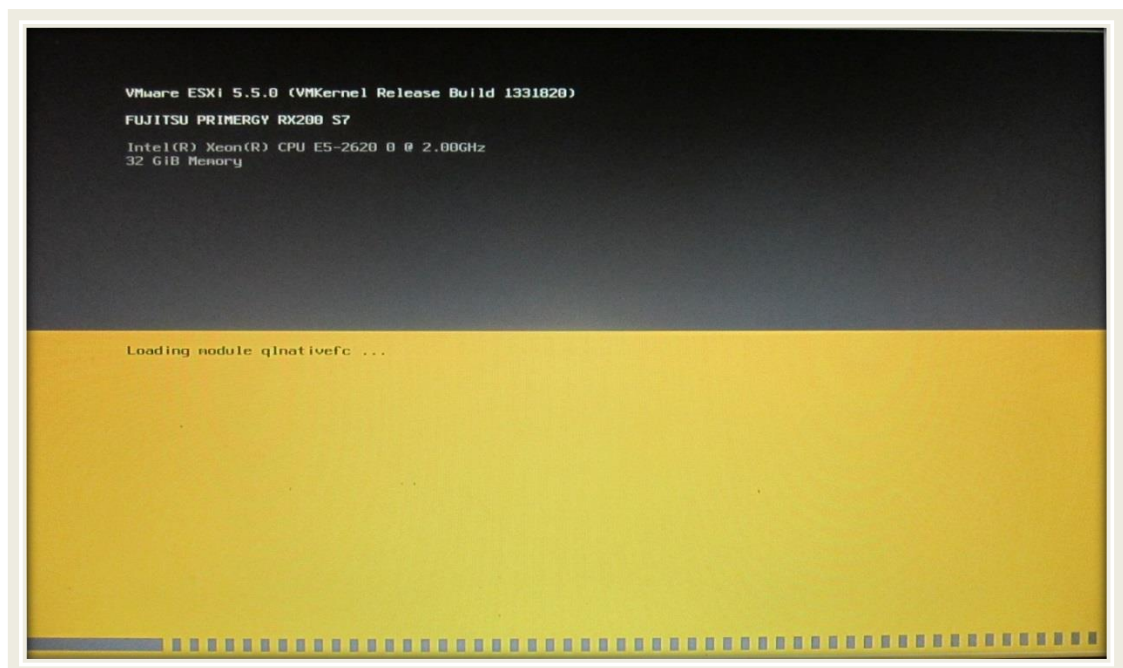 VMware ESXi 5.5.0 (VMKernel Release Build 1331820)
FUJITSU PRIMERGY RX200 S7
Intel(R) Xeon(R) CPU E5-2620 0 @ 2.00GHz
32 GiB Memory
Loading module qlnativefc ...